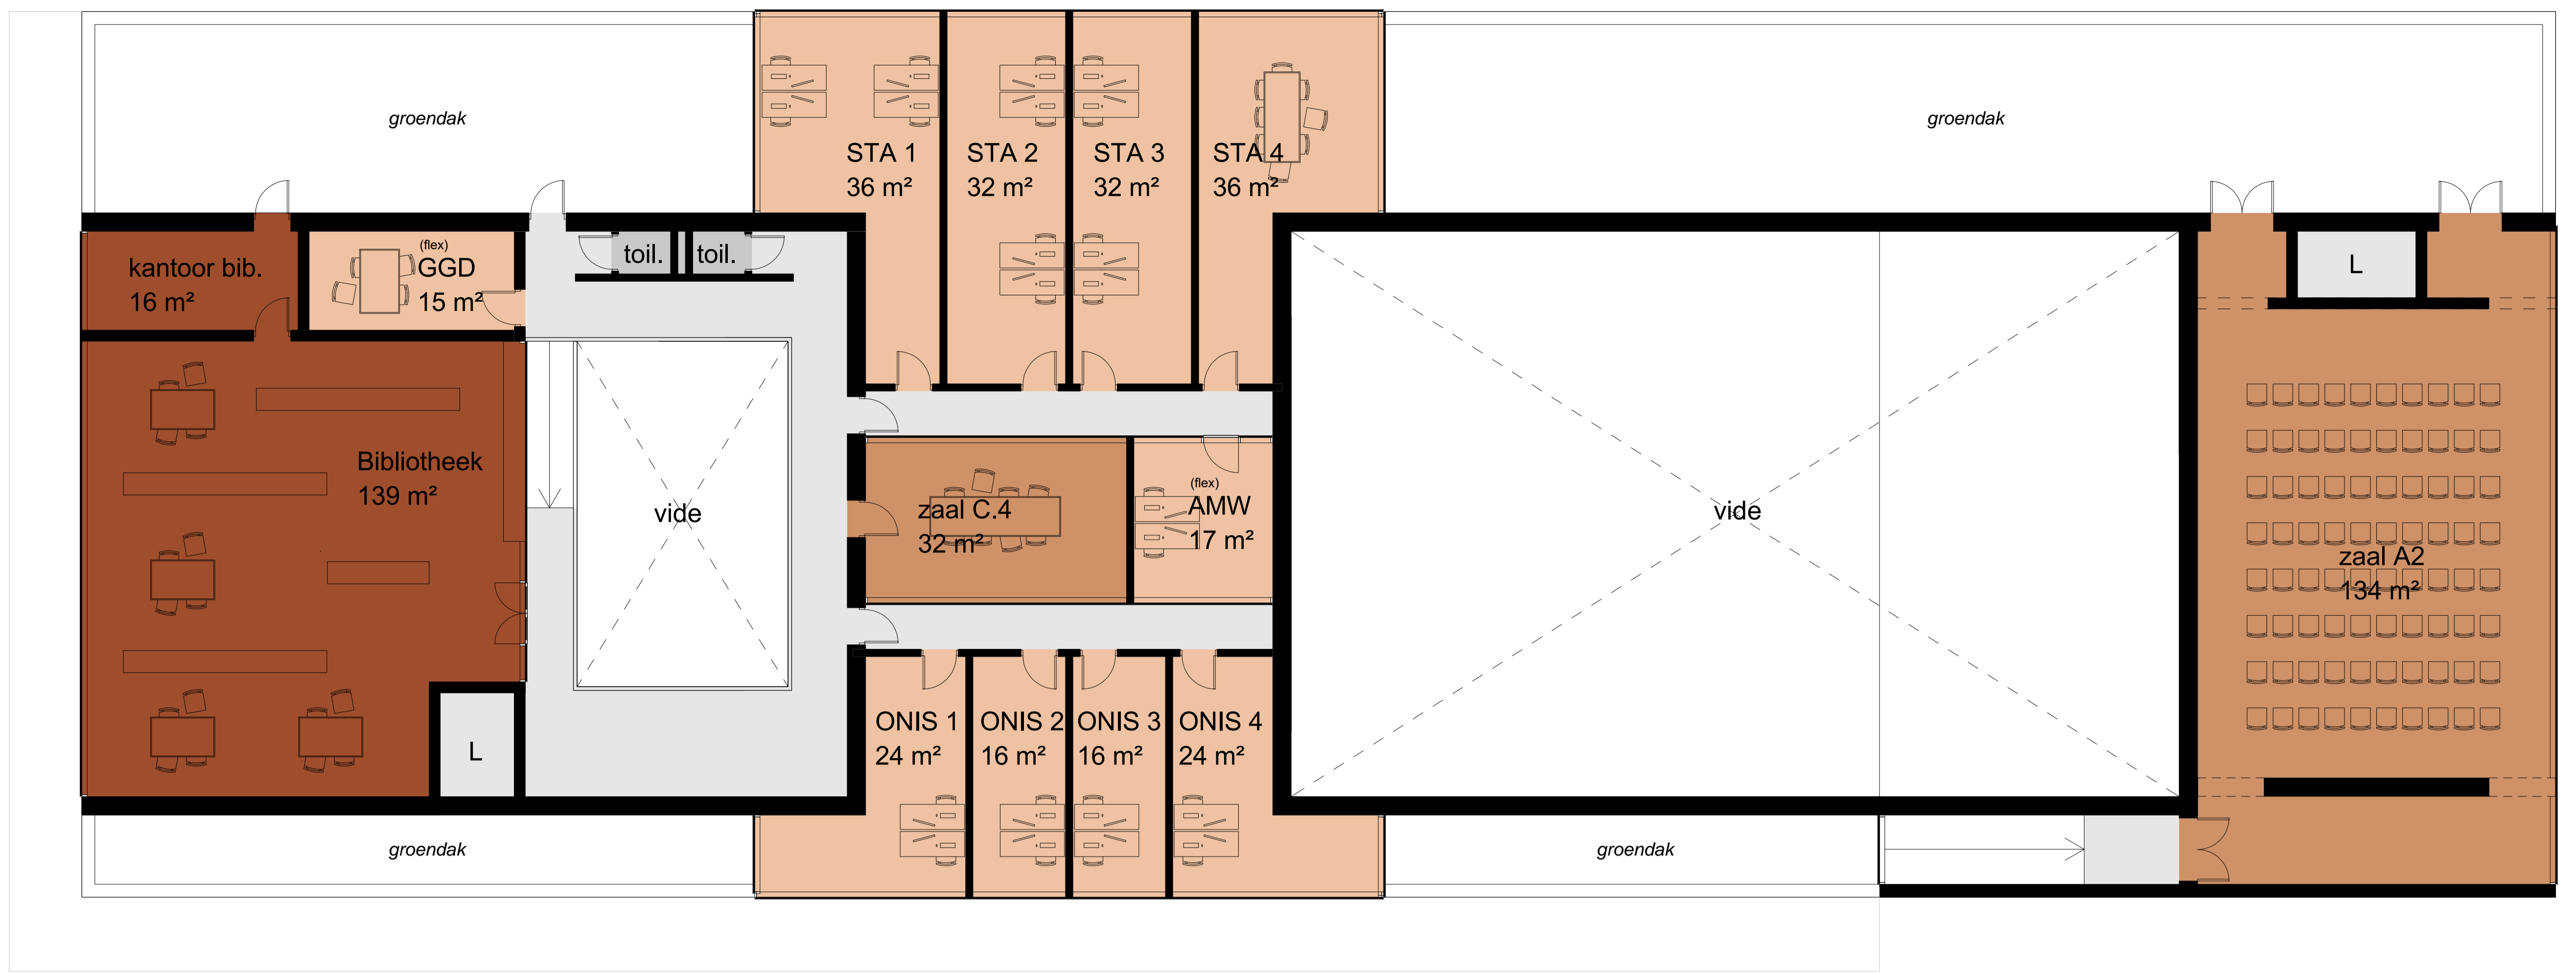 groendak
groendak
STA 1
36 m²
STA 2
32 m²
STA 3
32 m²
STA 4
36 m²
kantoor bib.
16 m²
(flex)
GGD
15 m²
toil.
toil.
L
Bibliotheek
139 m²
vide
zaal C.4
32 m²
(flex)
AMW
17 m²
vide
zaal A2
134 m²
L
ONIS 1
24 m²
ONIS 2
16 m²
ONIS 3
16 m²
ONIS 4
24 m²
groendak
groendak